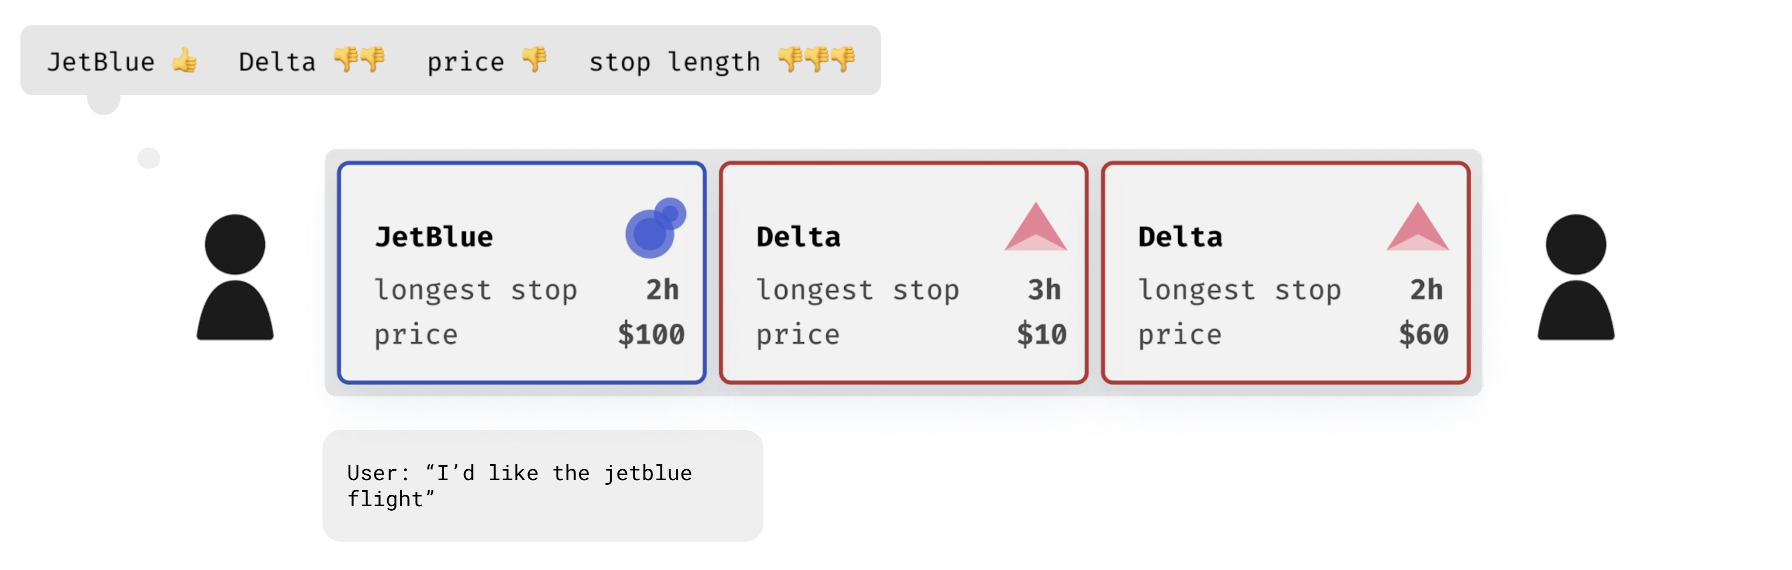 JetBlue 👍 Delta 👎👎 price 👎 stop length 👎👎👎
JetBlue
longest stop 2h
price $100
Delta
longest stop 3h
price $10
Delta
longest stop 2h
price $60
User: “I’d like the jetblue
flight”